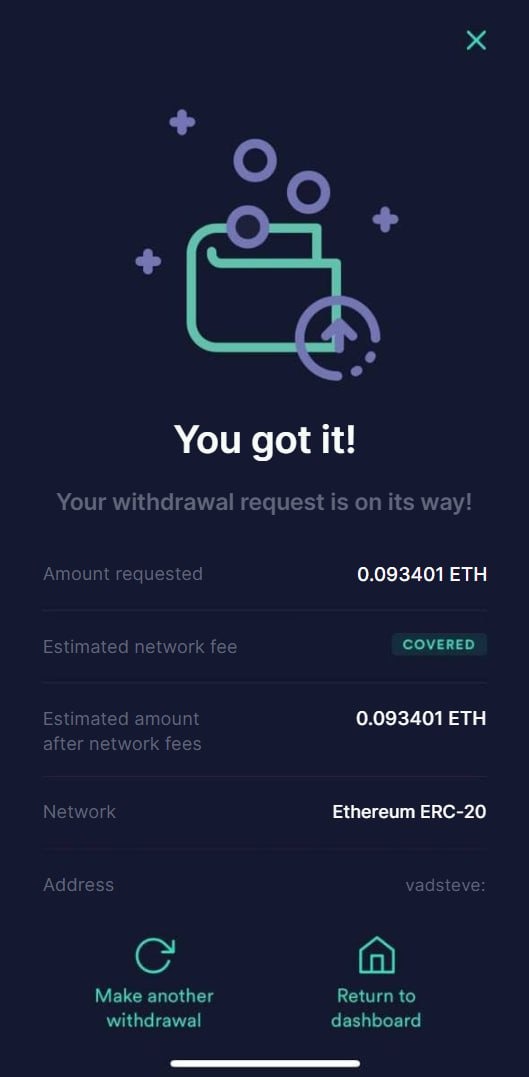 You got it!
Your withdrawal request is on its way!
Amount requested 0.093401 ETH
Estimated network fee COVERED
Estimated amount 0.093401 ETH
after network fees
Network Ethereum ERC-20
Address vadsteve:
Make another Return to
withdrawal dashboard